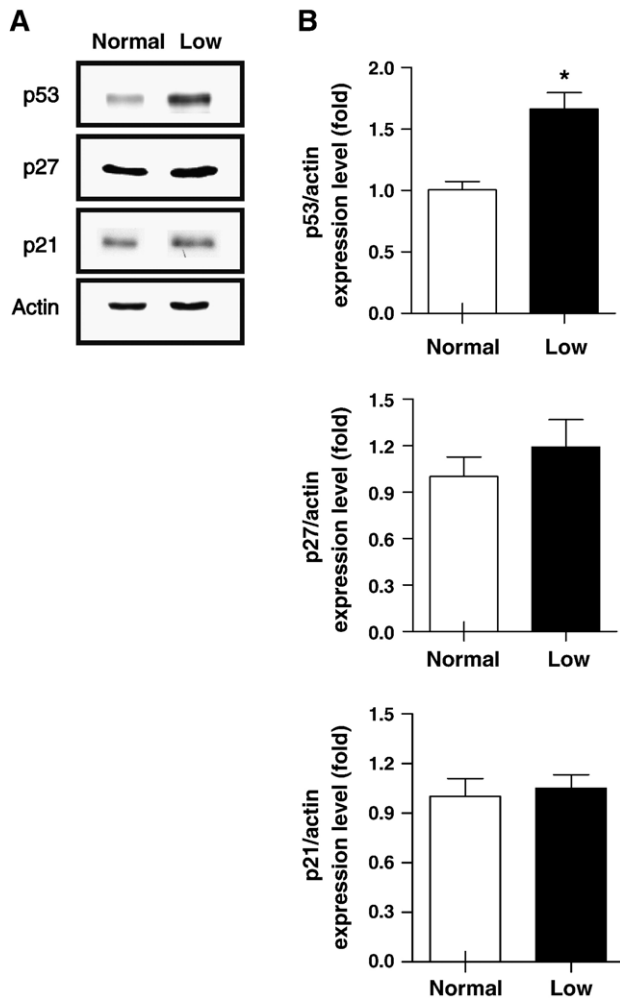 A
Normal Low
p53
p27
p21
Actin
B
p53/actin
expression level (fold)
2.0
1.5
1.0
0.5
0.0
*
Normal Low
p27/actin
expression level (fold)
1.5
1.2
0.9
0.6
0.3
0.0
Normal Low
p21/actin
expression level (fold)
1.5
1.2
0.9
0.6
0.3
0.0
Normal Low